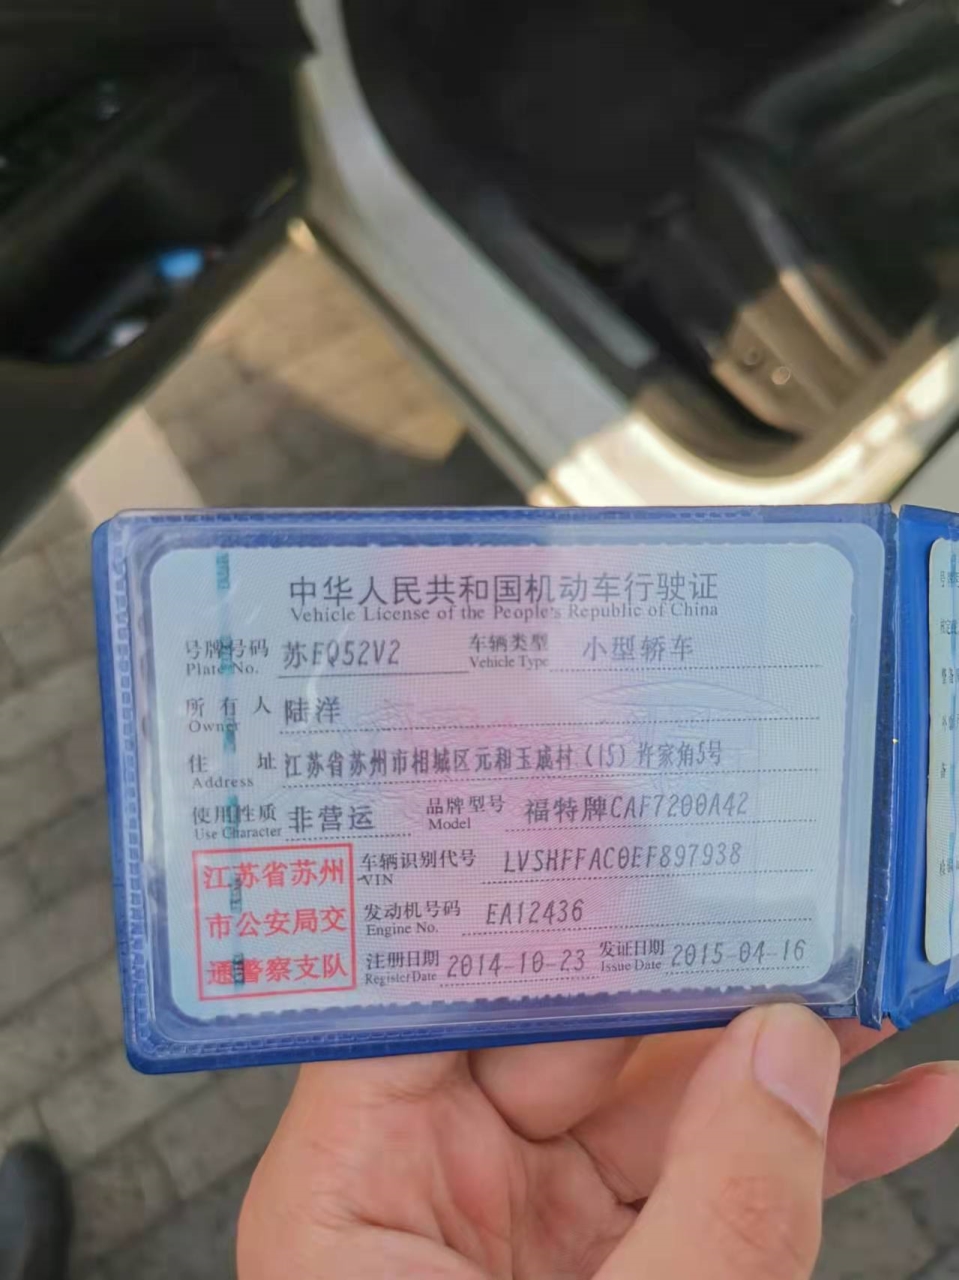 中华人民共和国机动车行驶证
Vehicle License of the People's Republic of China
号牌号码 苏EQ52V2 车辆类型 小型轿车
Plate No. Vehicle Type
所有人 陆洋
Owner
住址 江苏省苏州市相城区元和玉成村(15)许家角5号
Address
使用性质 非营运 品牌型号 福特牌CAF7200A42
Use Character Model
江苏省苏州
市公安局交
通警察支队
车辆识别代号 LVSHFFAC0EF897938
VIN
发动机号码 EA12436
Engine No.
注册日期 2014-10-23 发证日期 2015-04-16
Register Date Issue Date